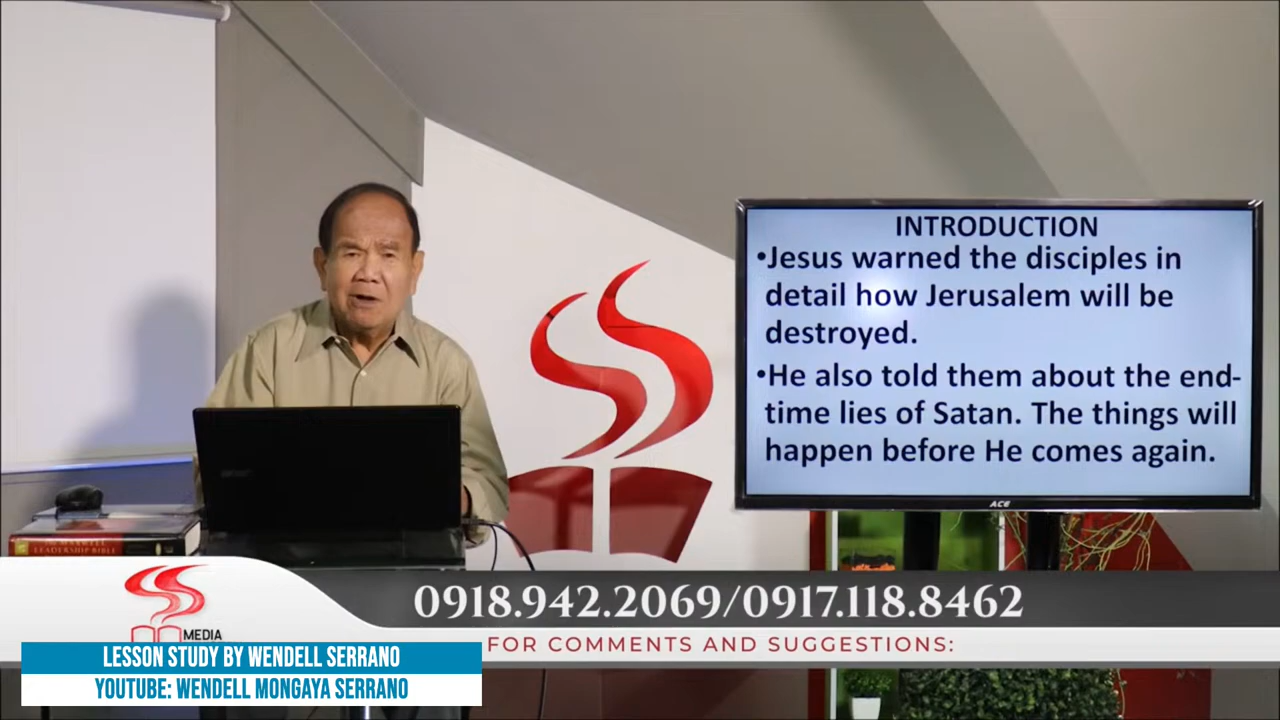 INTRODUCTION
•Jesus warned the disciples in
detail how Jerusalem will be
destroyed.
•He also told them about the end-
time lies of Satan. The things will
happen before He comes again.
ACE
LEADERSHIP BIBLE
0918.942.2069/0917.118.8462
MEDIA
FOR COMMENTS AND SUGGESTIONS:
LESSON STUDY BY WENDELL SERRANO
YOUTUBE: WENDELL MONGAYA SERRANO